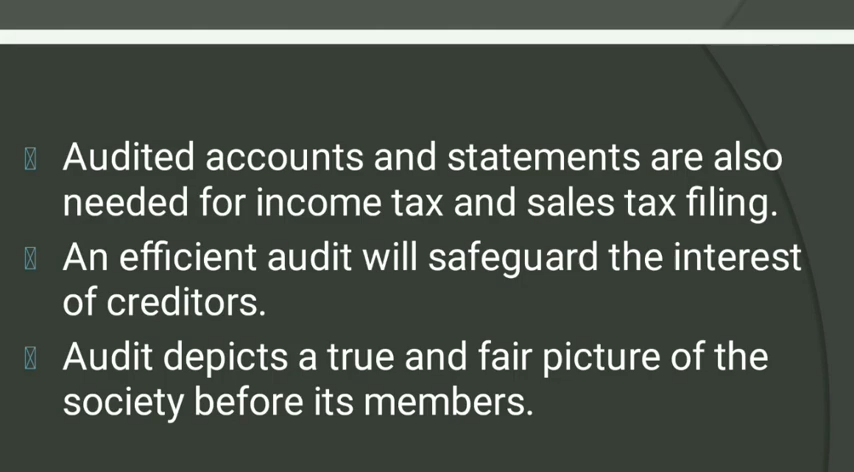 Audited accounts and statements are also
needed for income tax and sales tax filing.
An efficient audit will safeguard the interest
of creditors.
Audit depicts a true and fair picture of the
society before its members.